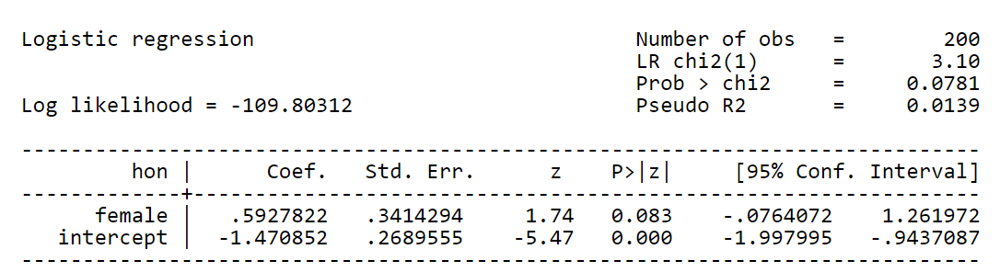 Logistic regression                               Number of obs   =        200
                                                  LR chi2(1)      =       3.10
                                                  Prob > chi2     =     0.0781
Log likelihood = -109.80312                       Pseudo R2       =     0.0139
------------------------------------------------------------------------------
         hon |      Coef.   Std. Err.      z    P>|z|     [95% Conf. Interval]
-------------+----------------------------------------------------------------
      female |   .5927822   .3414294     1.74   0.083    -.0764072    1.261972
   intercept |  -1.470852   .2689555    -5.47   0.000    -1.997995   -.9437087
------------------------------------------------------------------------------